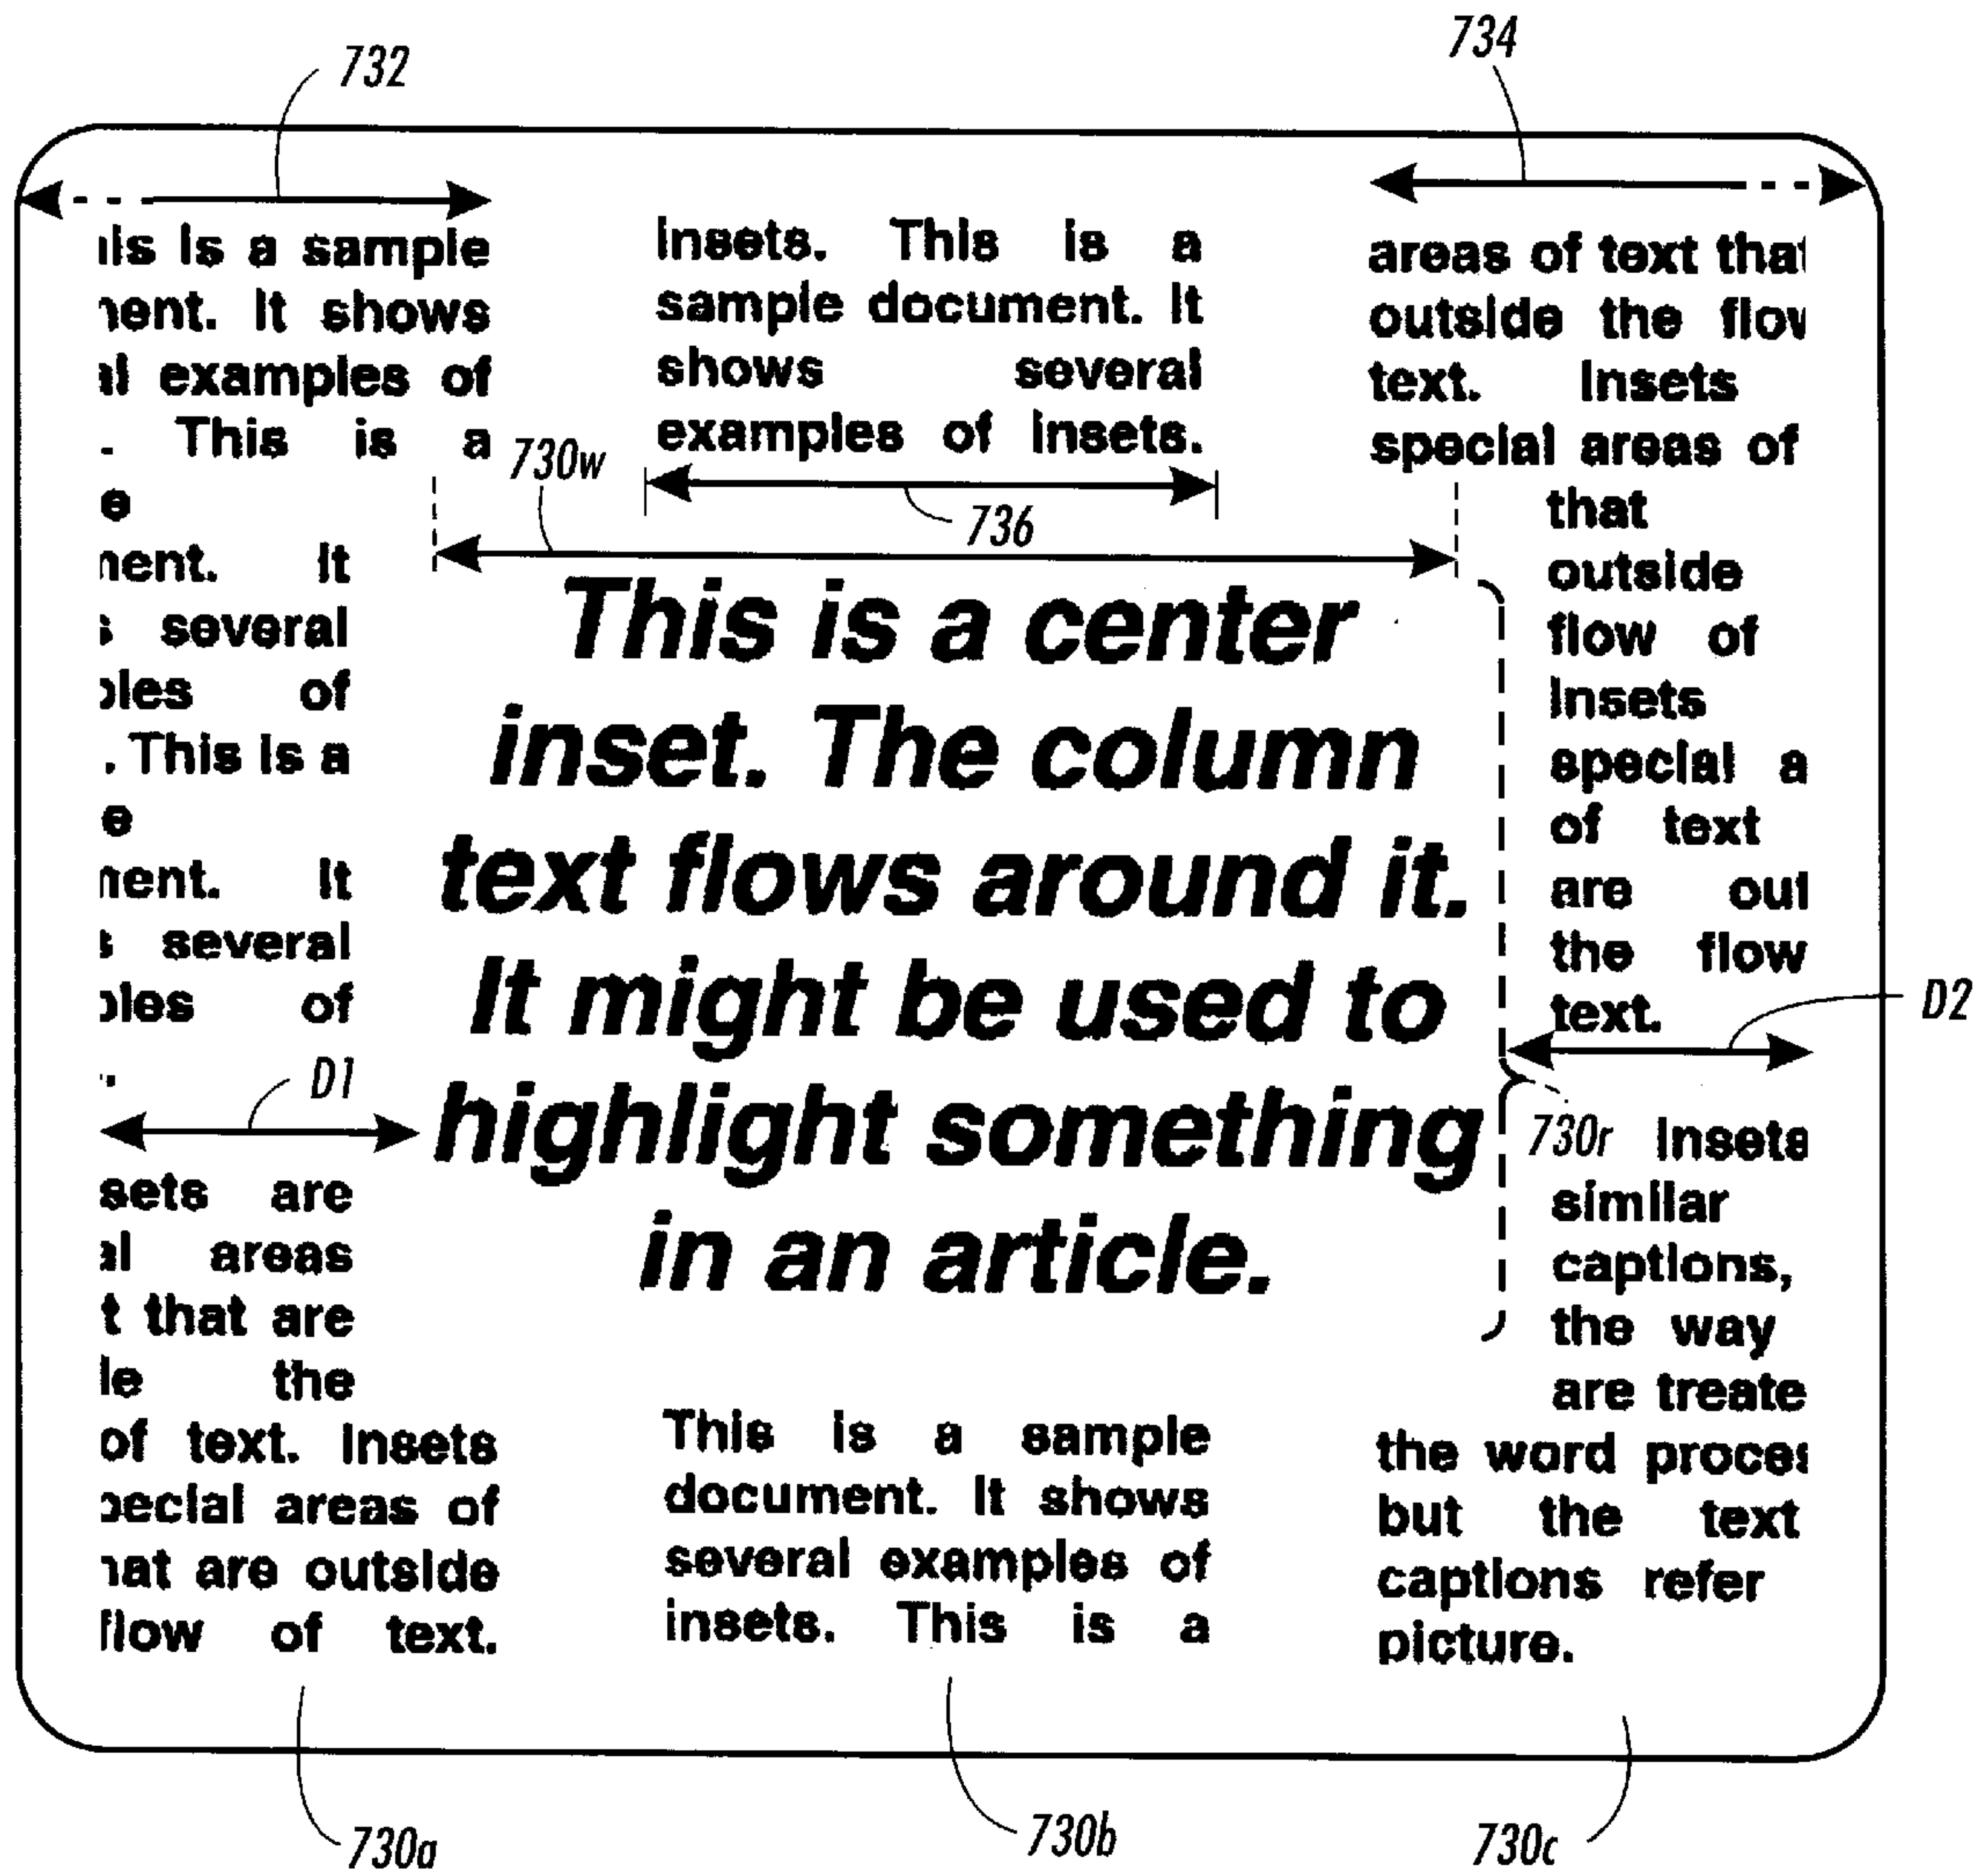 732
734
ils is a sample
nent. It shows
al examples of
. This is a
e
nent. It
s several
ples of
. This is a
e
nent. It
s several
ples of
D1
sets are
al areas
t that are
le the
of text. Insets
pecial areas of
nat are outside
flow of text.
insets. This is a
sample document. It
shows several
examples of insets.
730w
736
This is a center
inset. The column
text flows around it.
It might be used to
highlight something
in an article.
This is a sample
document. It shows
several examples of
insets. This is a
areas of text that
outside the flow
text. Insets
special areas of
that
outside
flow of
Insets
special a
of text
are out
the flow
text.
D2
730r
Insets
similar
captions,
the way
are treate
the word proces
but the text
captions refer
picture.
730a
730b
730c